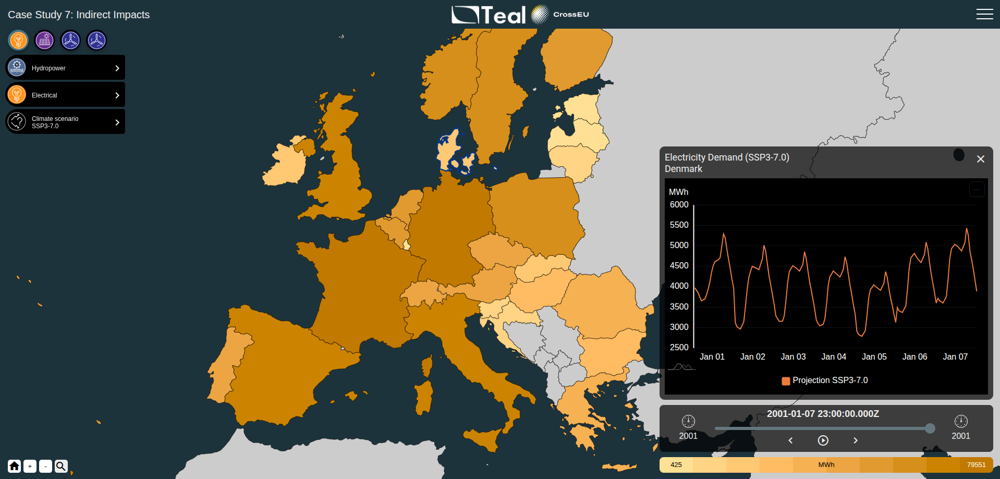 Case Study 7: Indirect Impacts
Teal CrossEU
Hydropower
Electrical
Climate scenario
SSP3-7.0
Electricity Demand (SSP3-7.0)
Denmark
MWh
6000
5500
5000
4500
4000
3500
3000
2500
Jan 01 Jan 02 Jan 03 Jan 04 Jan 05 Jan 06 Jan 07
Projection SSP3-7.0
2001-01-07 23:00:00.000Z
2001 2001
425 MWh 79551
+ -